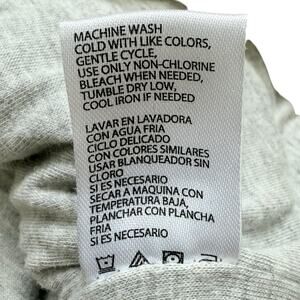 MACHINE WASH
COLD WITH LIKE COLORS,
GENTLE CYCLE,
USE ONLY NON-CHLORINE
BLEACH WHEN NEEDED,
TUMBLE DRY LOW,
COOL IRON IF NEEDED
LAVAR EN LAVADORA
CON AGUA FRIA
CICLO DELICADO
CON COLORES SIMILARES
USAR BLANQUEADOR SIN
CLORO
SI ES NECESARIO
SECAR A MAQUINA CON
TEMPERATURA BAJA,
PLANCHAR CON PLANCHA
FRIA
SI ES NECESARIO